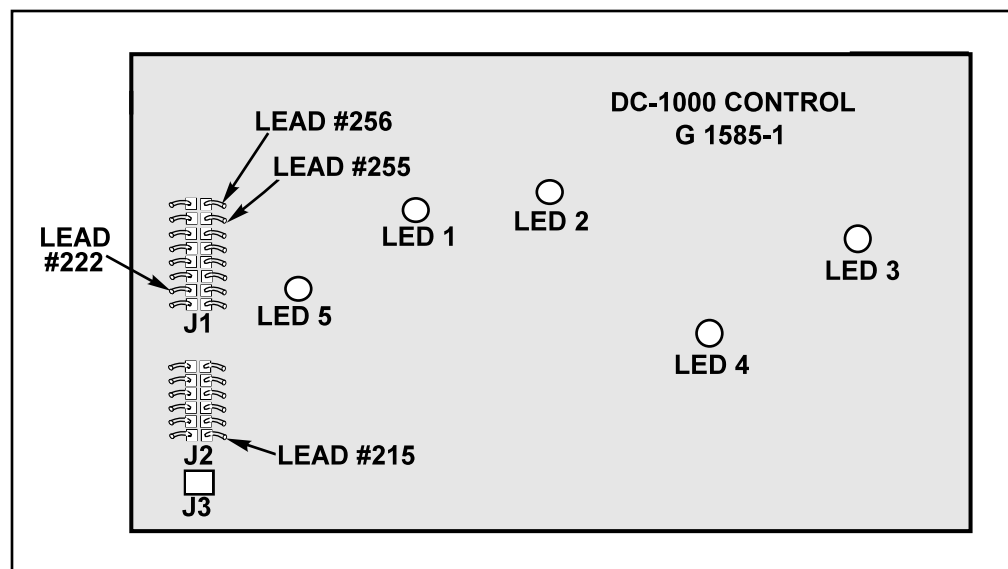 DC-1000 CONTROL
G 1585-1
LEAD #256
LEAD #255
LEAD
#222
LED 1
LED 2
LED 3
LED 5
J1
LED 4
J2
LEAD #215
J3